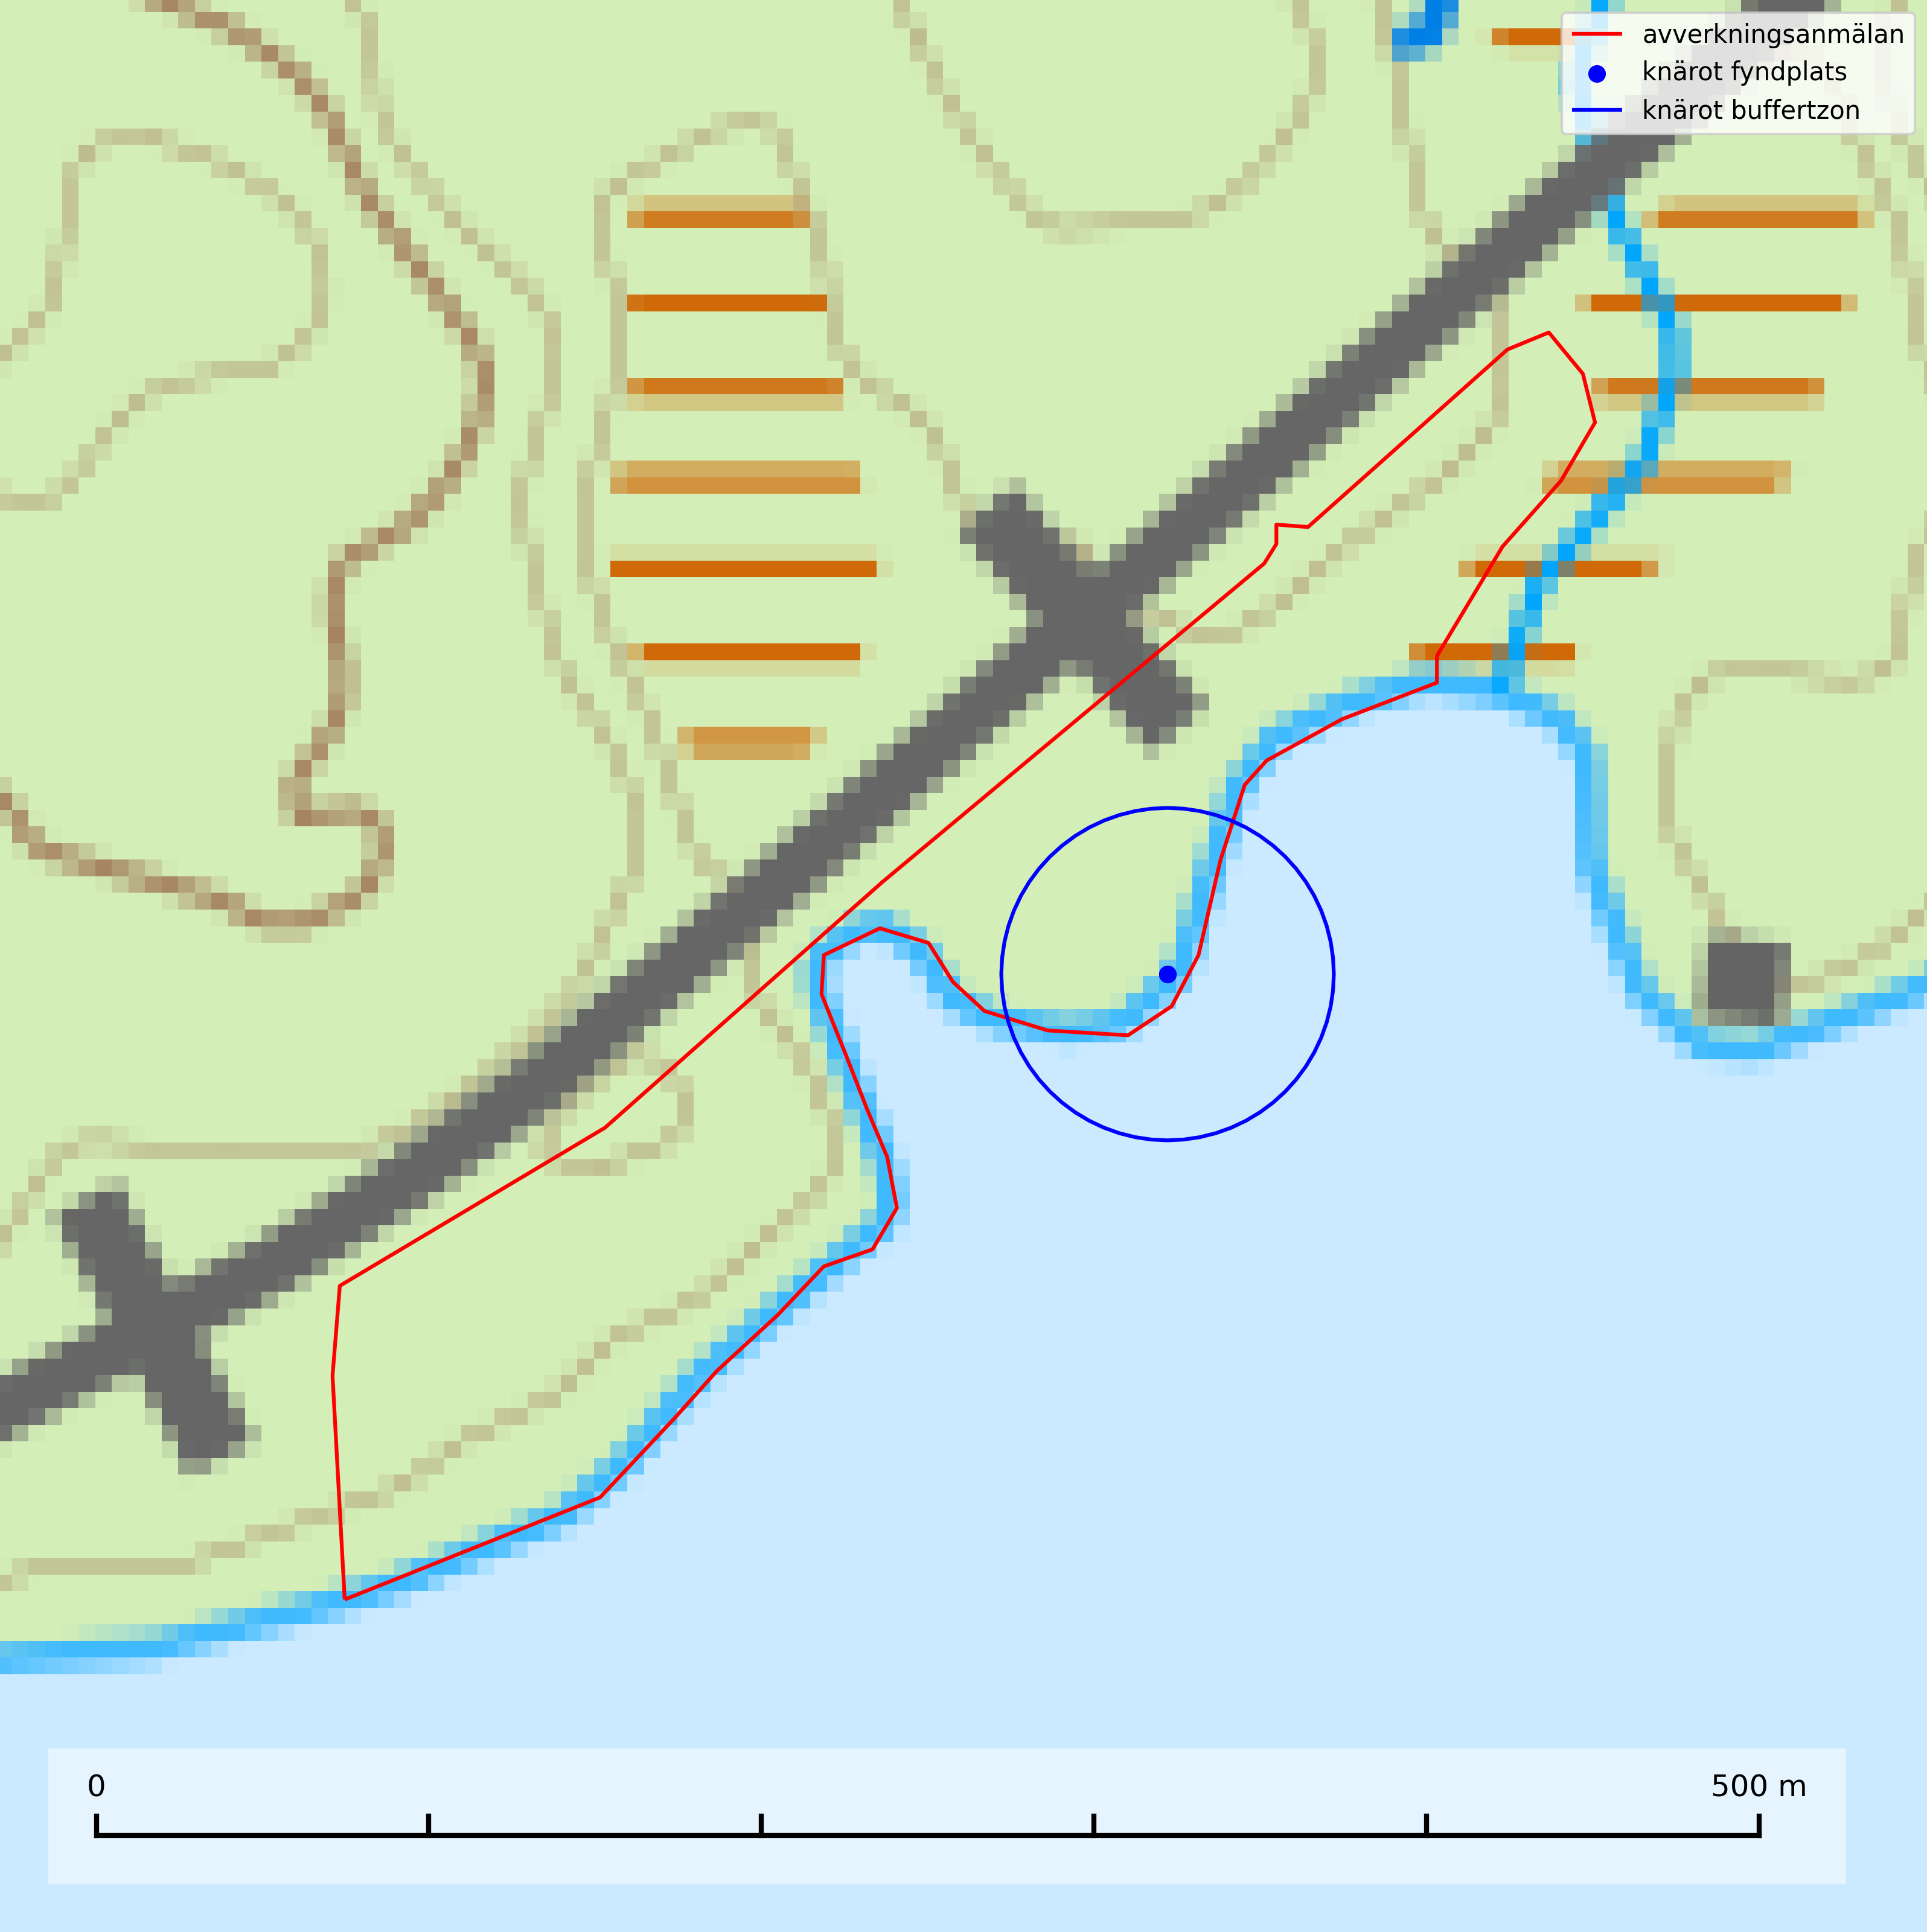 avverkningsanmälan
knärot fyndplats
knärot buffertzon
0
500 m